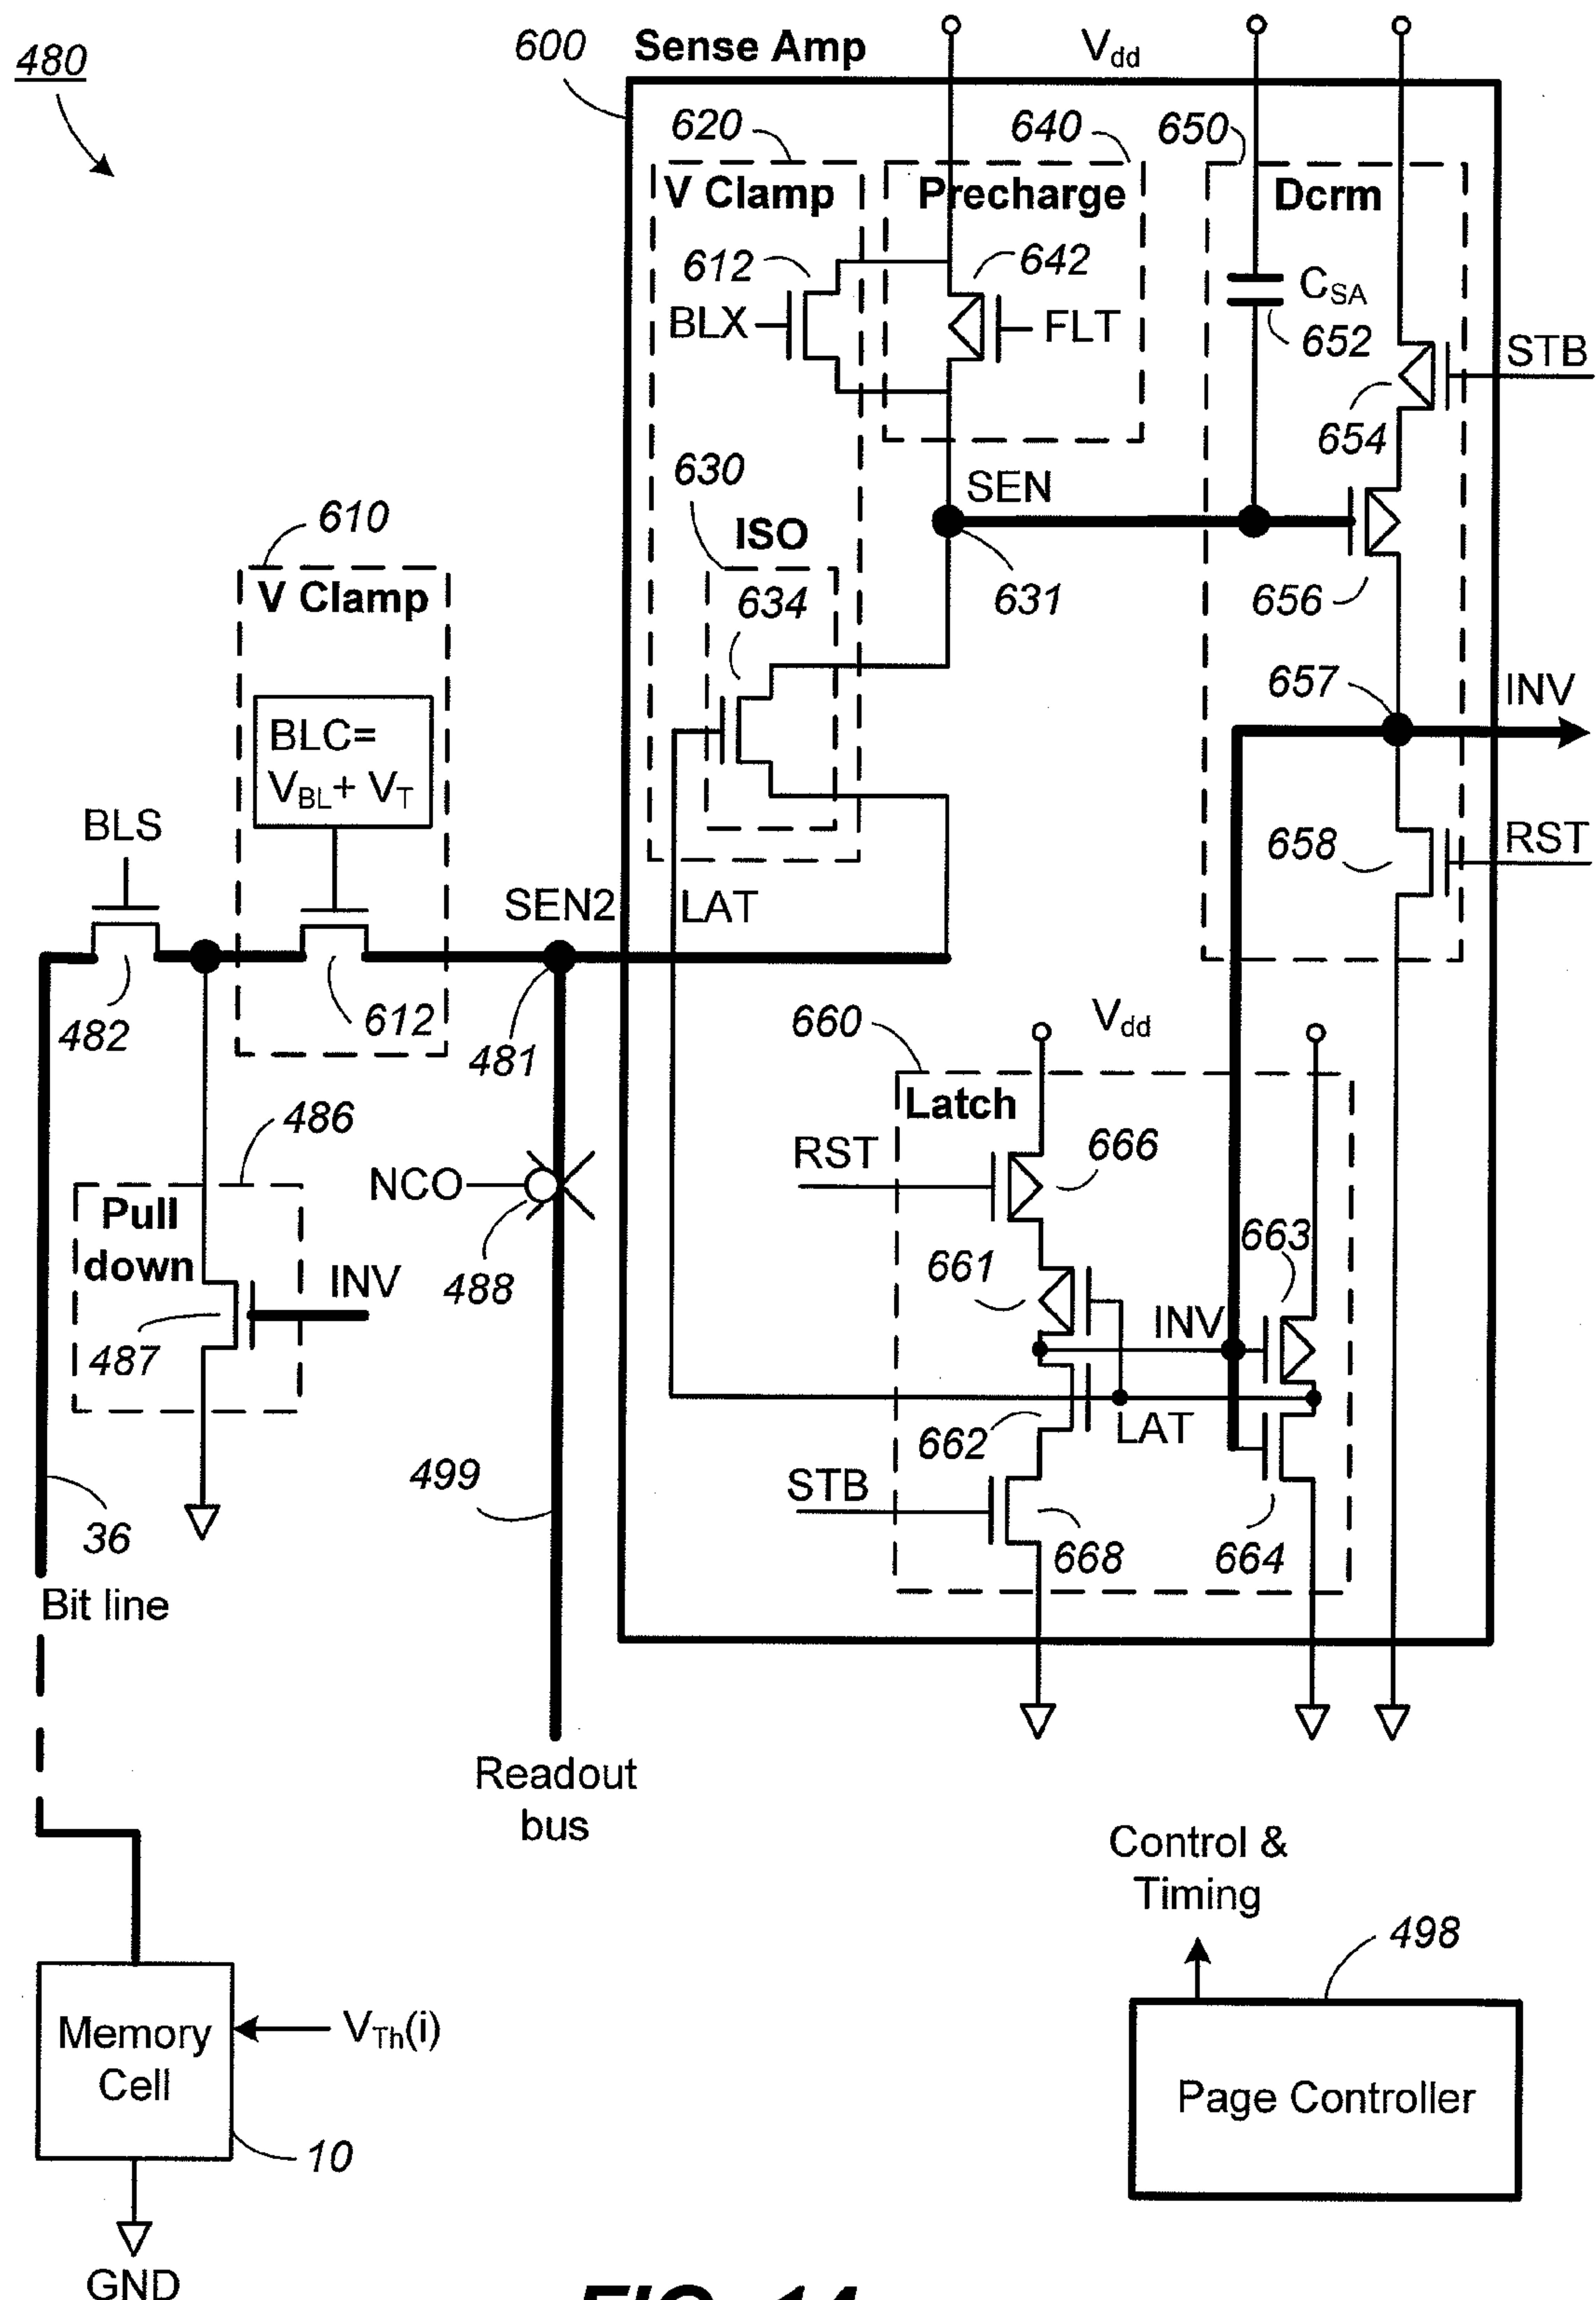 480
600
Sense Amp
Vdd
620
640
650
V Clamp
Precharge
Dcrm
612
642
CSA
BLX
FLT
652
STB
654
630
SEN
610
ISO
V Clamp
634
631
656
657
INV
BLC=
VBL+ VT
BLS
658
RST
SEN2
LAT
482
612
481
660
Vdd
Latch
486
RST
666
NCO
Pull
down
663
661
INV
488
INV
487
662
LAT
499
STB
36
668
664
Bit line
Readout
bus
Control &
Timing
498
Memory
Cell
VTh(i)
Page Controller
10
GND